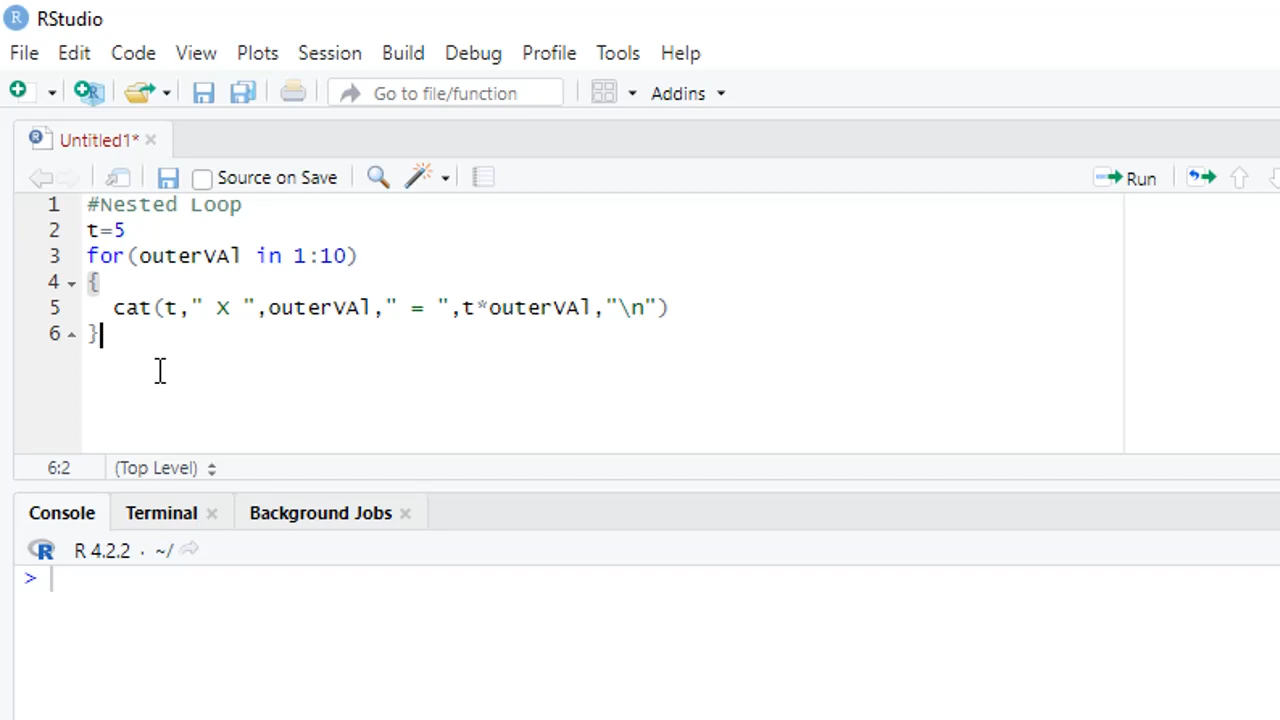 RStudio
File Edit Code View Plots Session Build Debug Profile Tools Help
Go to file/function Addins
Untitled1*
Source on Save Run
1 #Nested Loop
2 t=5
3 for(outerVAl in 1:10)
4 {
5 cat(t," X ",outerVAl," = ",t*outerVAl,"\n")
6 }
6:2 (Top Level)
Console Terminal Background Jobs
R R 4.2.2 · ~/
>